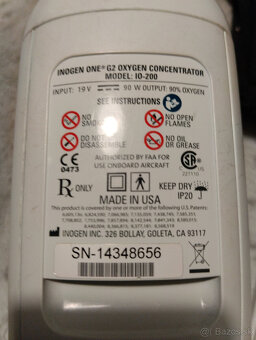 INOGEN ONE® G2 OXYGEN CONCENTRATOR
MODEL: IO-200
INPUT: 19 V 90 W OUTPUT: 90% OXYGEN
SEE INSTRUCTIONS
NO SMOKING
NO OPEN FLAMES
DO NOT DISASSEMBLE
NO OIL OR GREASE
CE 0473
AUTHORIZED BY FAA FOR USE ONBOARD AIRCRAFT
SA
Rx ONLY
KEEP DRY
IP20
MADE IN USA
This product is covered by one or more of the following U.S. Patents:
INOGEN INC. 326 BOLLAY, GOLETA, CA 93117
SN-14348656